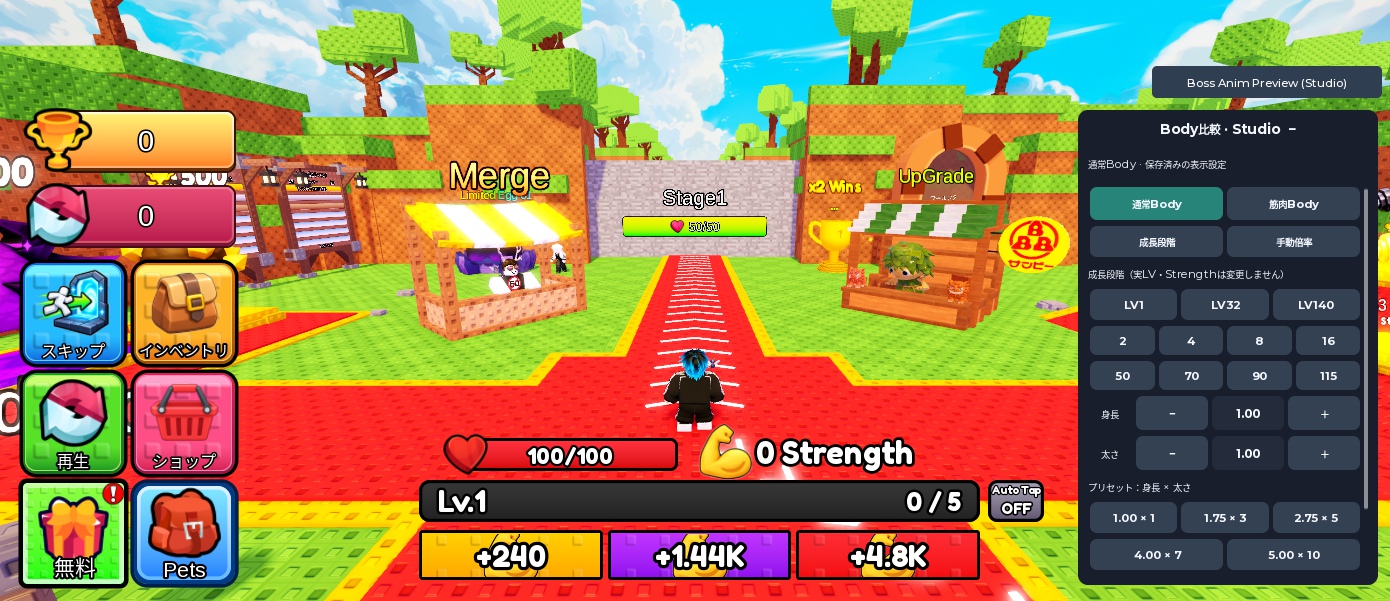 Boss Anim Preview (Studio)
0
00
500
0
Merge
Limited Egg 01
Stage1
50/50
x2 Wins
UpGrade
BBB
スキップ
インベントリ
再生
ショップ
無料
!
Pets
100/100
0 Strength
Lv.1
0 / 5
Auto Tap
OFF
+240
+1.44K
+4.8K
Body比較・Studio −
通常Body · 保存済みの表示設定
通常Body
筋肉Body
成長段階
手動倍率
成長段階（実LV・Strengthは変更しません）
LV1
LV32
LV140
2
4
8
16
50
70
90
115
身長
−
1.00
+
太さ
−
1.00
+
プリセット：身長 × 太さ
1.00 × 1
1.75 × 3
2.75 × 5
4.00 × 7
5.00 × 10